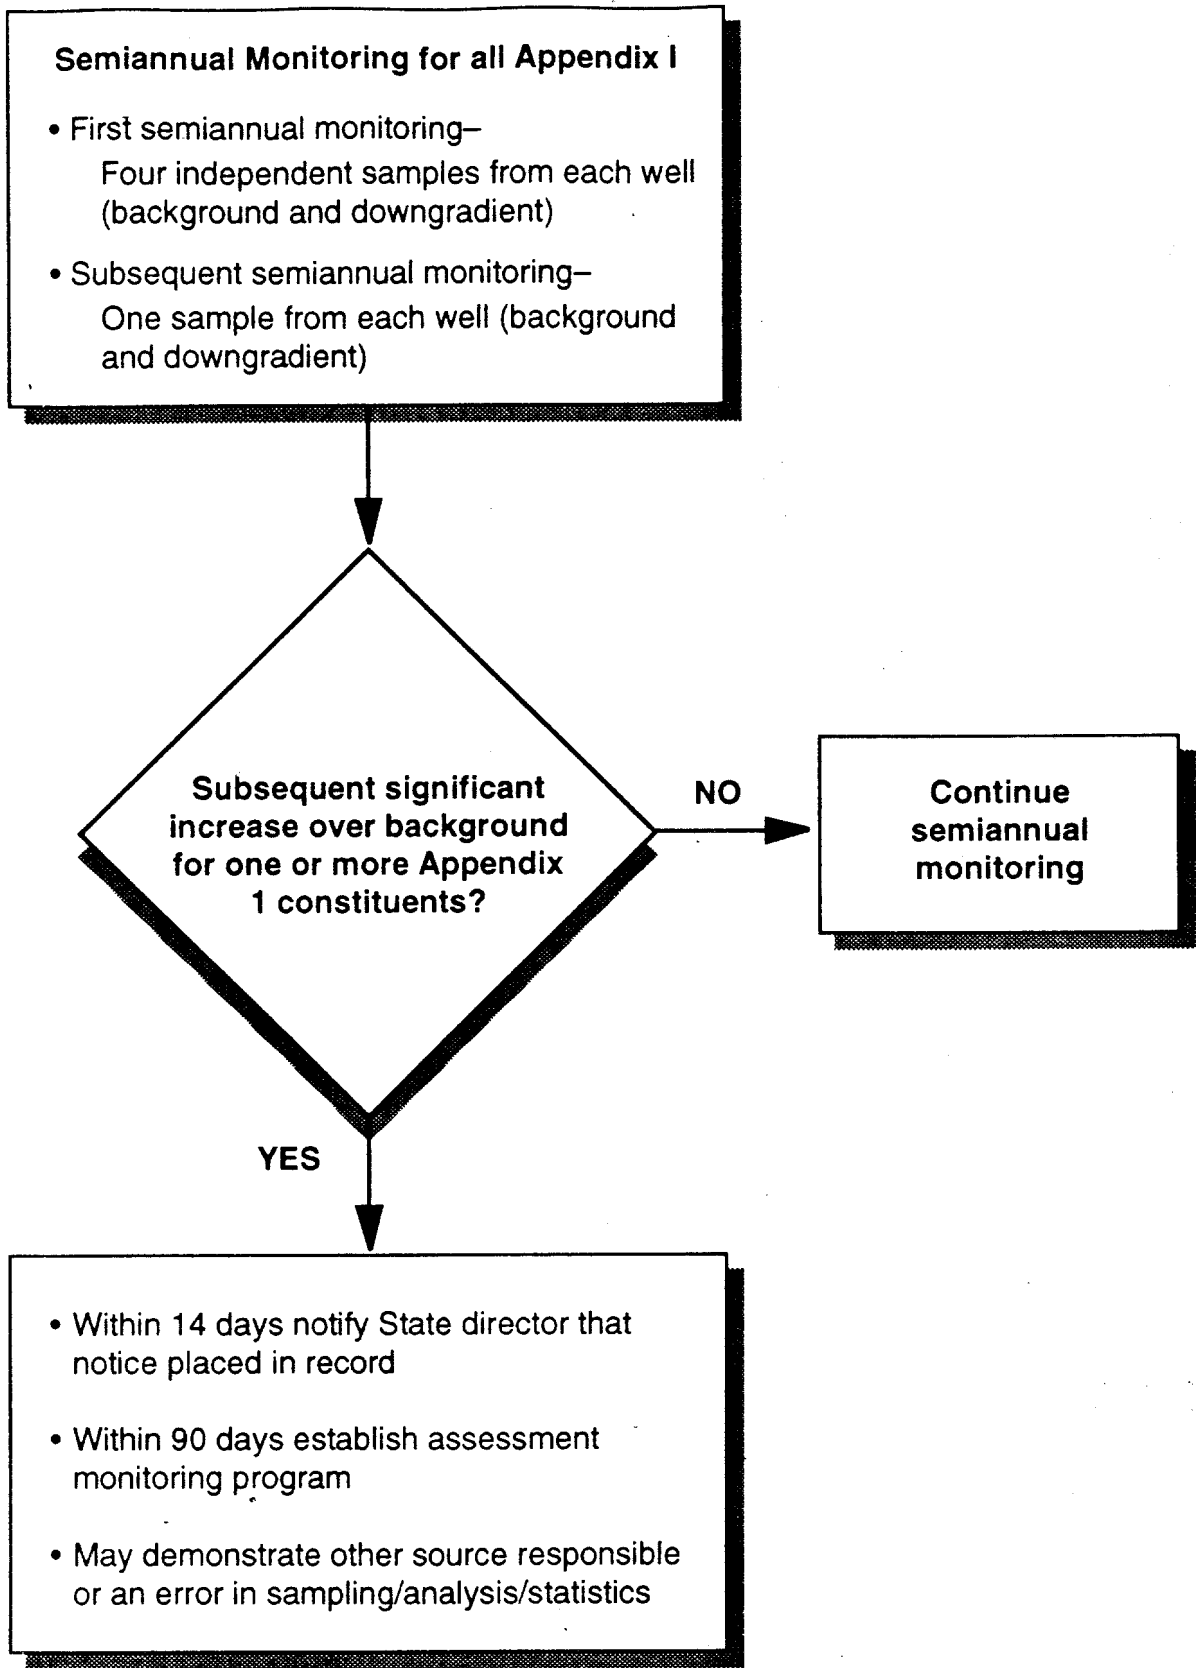 Semiannual Monitoring for all Appendix I
• First semiannual monitoring–
Four independent samples from each well
(background and downgradient)
• Subsequent semiannual monitoring–
One sample from each well (background
and downgradient)
Subsequent significant
increase over background
for one or more Appendix
1 constituents?
NO
Continue
semiannual
monitoring
YES
• Within 14 days notify State director that
notice placed in record
• Within 90 days establish assessment
monitoring program
• May demonstrate other source responsible
or an error in sampling/analysis/statistics